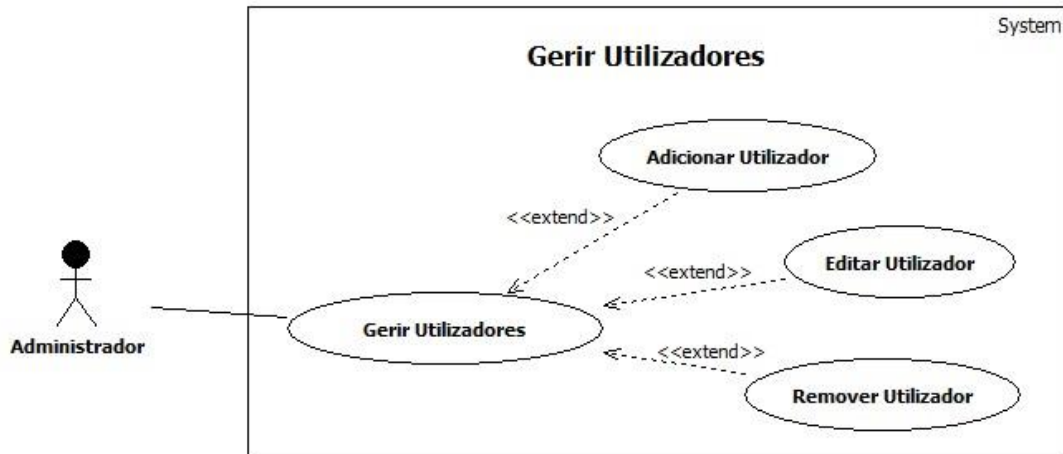 System
Gerir Utilizadores
Adicionar Utilizador
<<extend>>
Editar Utilizador
<<extend>>
Gerir Utilizadores
Administrador
<<extend>>
Remover Utilizador